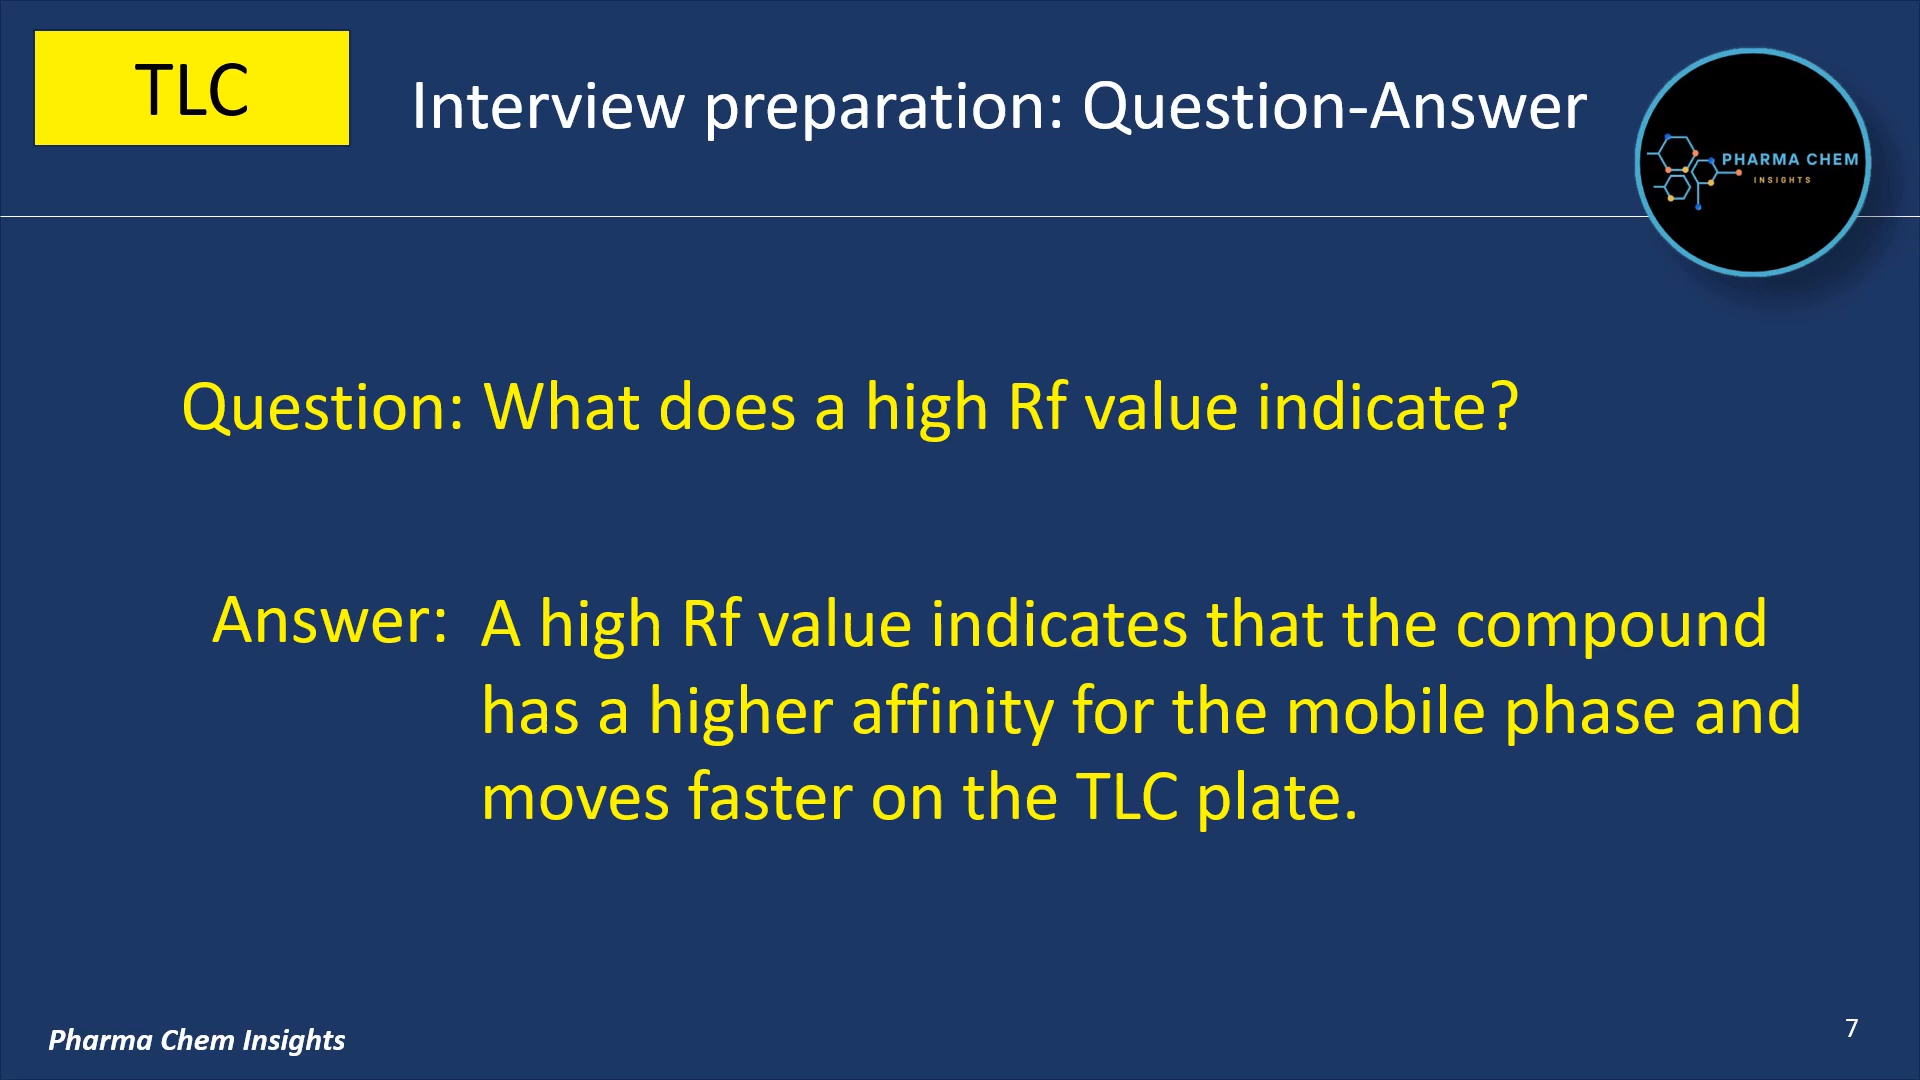 TLC
Interview preparation: Question-Answer
PHARMA CHEM
INSIGHTS
Question: What does a high Rf value indicate?
Answer: A high Rf value indicates that the compound
has a higher affinity for the mobile phase and
moves faster on the TLC plate.
Pharma Chem Insights
7